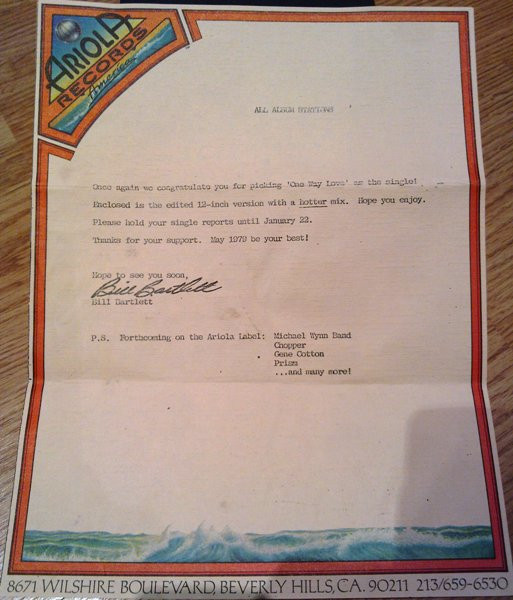 ARIOLA
RECORDS
America
ALL ALBUM STATIONS
Once again we congratulate you for picking 'One Way Love' as the single!
Enclosed is the edited 12-inch version with a hotter mix. Hope you enjoy.
Please hold your single reports until January 22.
Thanks for your support. May 1979 be your best!
Hope to see you soon,
Bill Bartlett
Bill Bartlett
P.S. Forthcoming on the Ariola Label: Michael Wynn Band
Chopper
Gene Cotton
Prism
...and many more!
8671 WILSHIRE BOULEVARD, BEVERLY HILLS, CA. 90211 213/659-6530